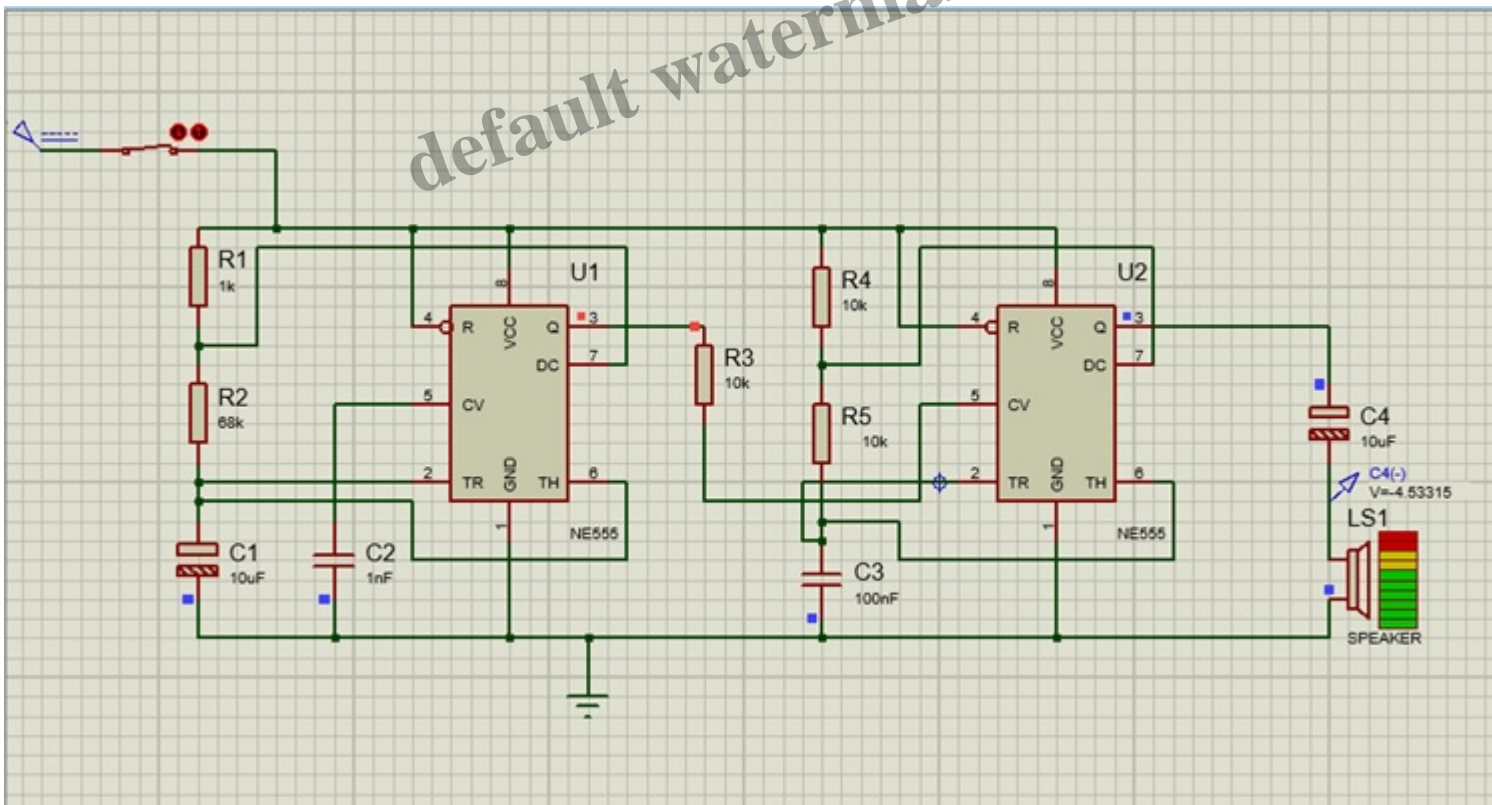 default waterma
R1
1k
R2
68k
C1
10uF
C2
1nF
U1
4 R
VCC 8
Q 3
DC 7
5 CV
2 TR
GND 1
TH 6
NE555
R3
10k
R4
10k
R5
10k
C3
100nF
U2
4 R
VCC 8
Q 3
DC 7
5 CV
2 TR
GND 1
TH 6
NE555
C4
10uF
C4(-)
V=-4.53315
LS1
SPEAKER